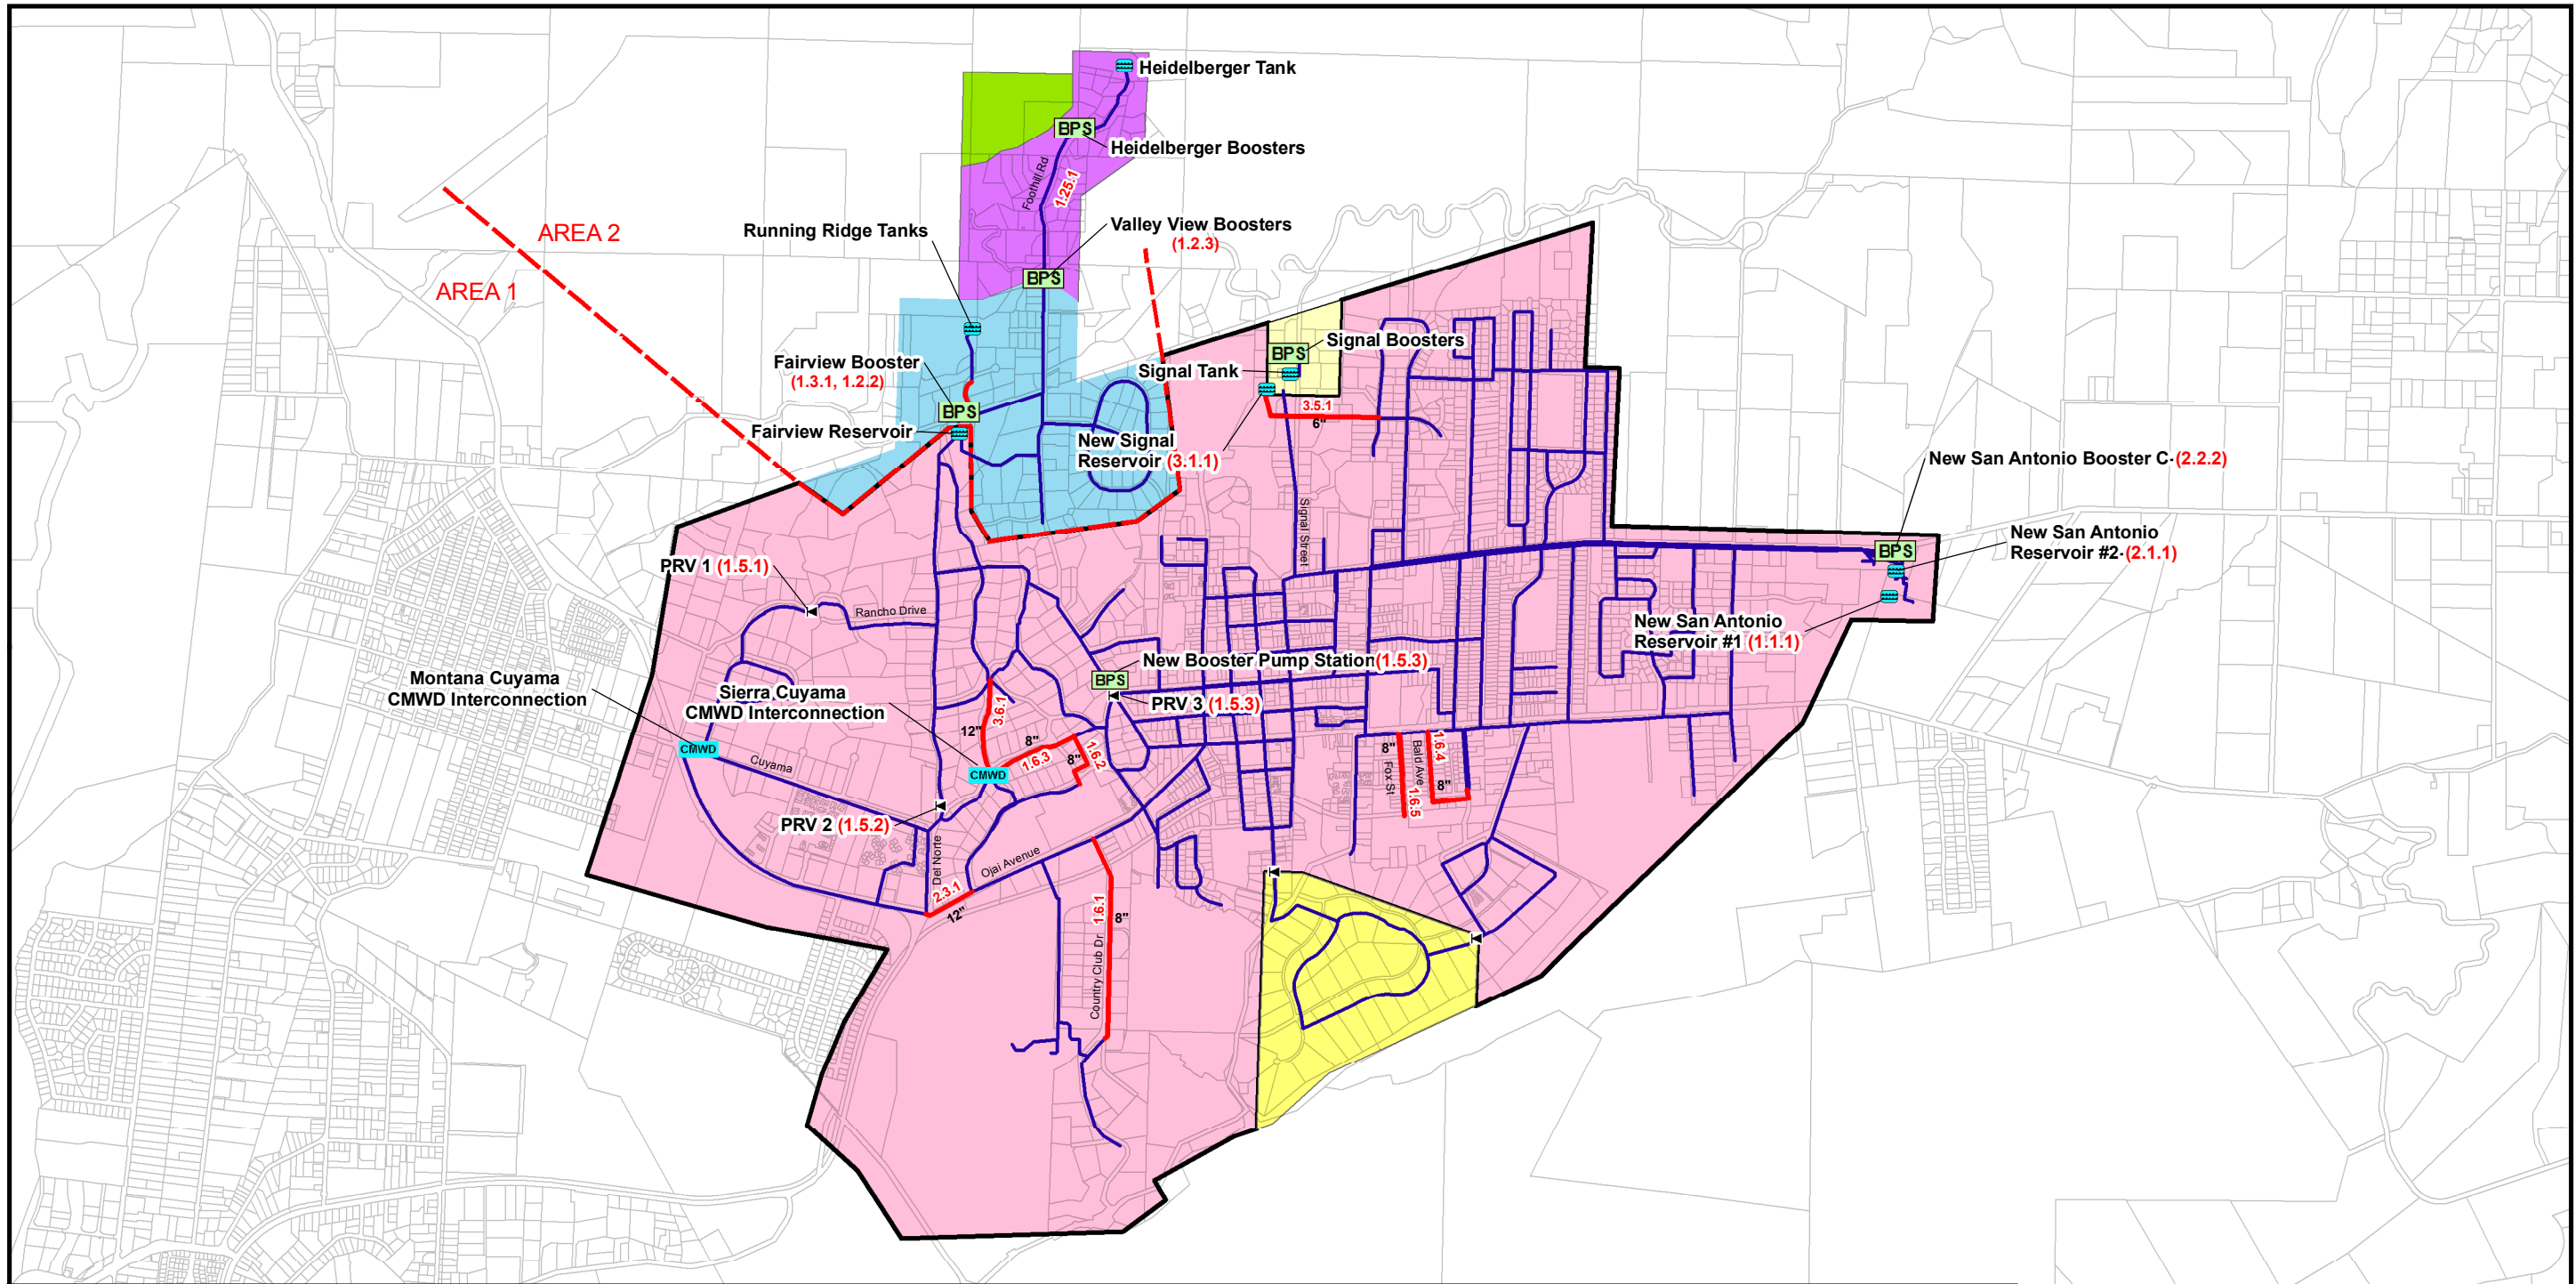 Heidelberger Tank
BPS
Heidelberger Boosters
Foothill Rd
1.25.1
AREA 2
AREA 1
Running Ridge Tanks
Valley View Boosters
(1.2.3)
BPS
Fairview Booster
(1.3.1, 1.2.2)
BPS
Fairview Reservoir
BPS
Signal Boosters
Signal Tank
3.5.1
6"
New Signal
Reservoir (3.1.1)
Signal Street
New San Antonio Booster C-(2.2.2)
BPS
New San Antonio
Reservoir #2-(2.1.1)
New San Antonio
Reservoir #1 (1.1.1)
PRV 1 (1.5.1)
Rancho Drive
New Booster Pump Station(1.5.3)
BPS
PRV 3 (1.5.3)
Montana Cuyama
CMWD Interconnection
Sierra Cuyama
CMWD Interconnection
3.6.1
12"
CMWD
Cuyama
CMWD
8"
1.6.3
8"
1.6.2
8"
Fox St
1.6.5
Bald Ave
1.6.4
8"
PRV 2 (1.5.2)
Del Norte
Ojai Avenue
2.3.1
12"
1.6.1
8"
Country Club Dr